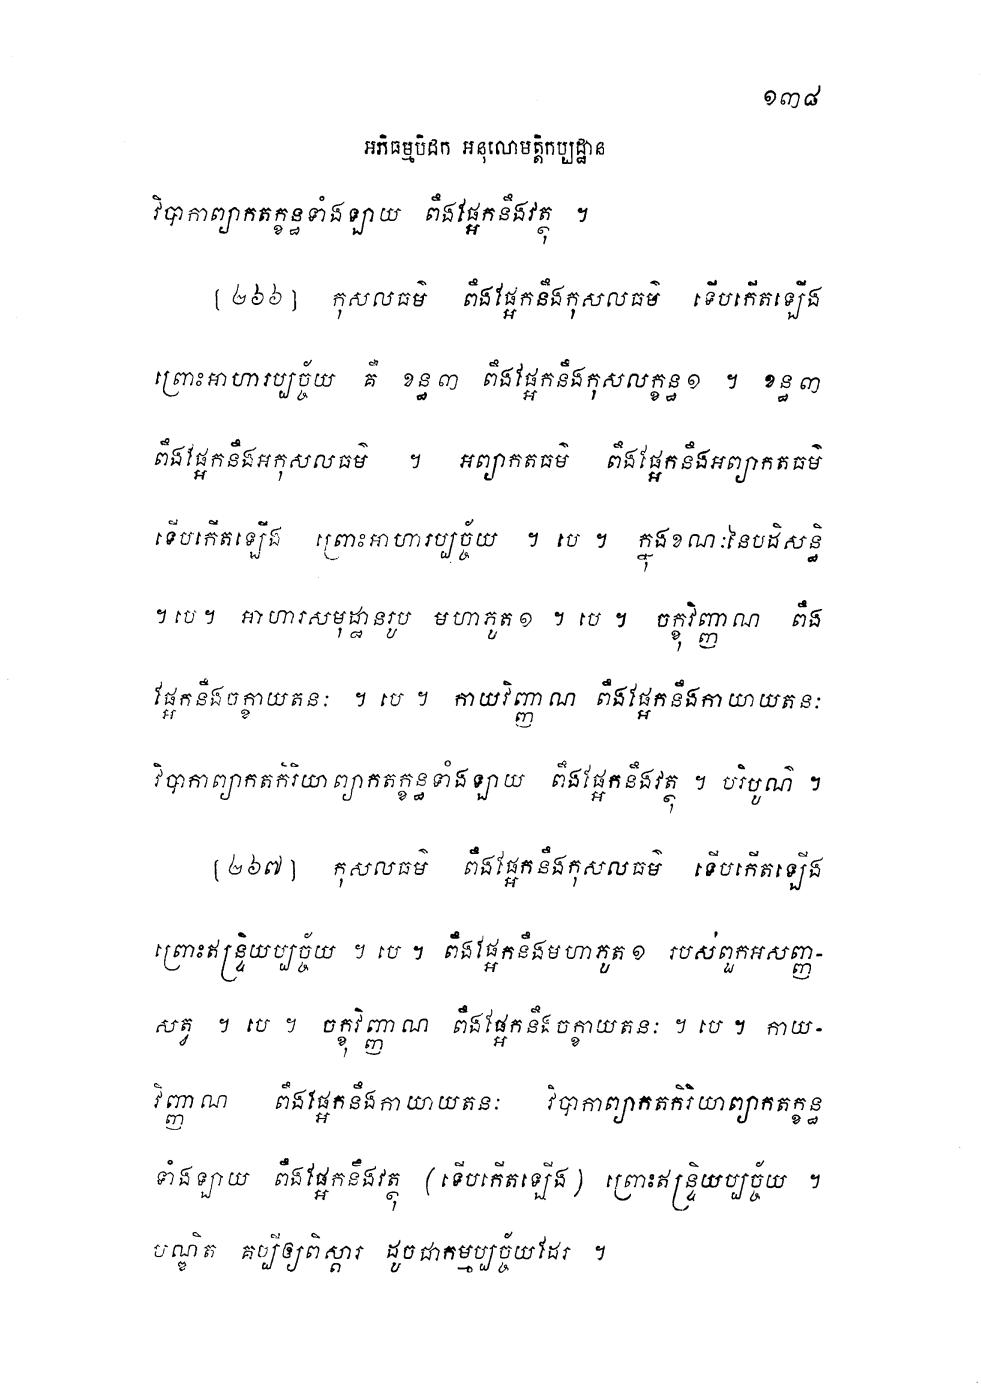 ១៣៨
អភិធម្មបិដក អនុលោមត្តិកប្បដ្ឋាន
វិបាកាព្យាកតក្ខន្ធទាំងឡាយ ពឹងផ្អែកនឹងវត្ថុ ។
[២៦៦] កុសលធម៌ ពឹងផ្អែកនឹងកុសលធម៌ ទើបកើតឡើង
ព្រោះអាហារប្បច្ច័យ គឺ ខន្ធ៣ ពឹងផ្អែកនឹងកុសលក្ខន្ធ១ ។ ខន្ធ៣
ពឹងផ្អែកនឹងអកុសលធម៌ ។ អព្យាកតធម៌ ពឹងផ្អែកនឹងអព្យាកតធម៌
ទើបកើតឡើង ព្រោះអាហារប្បច្ច័យ ។ បេ ។ ក្នុងខណៈនៃបដិសន្ធិ
។ បេ ។ អាហារសមុដ្ឋានរូប មហាភូត១ ។ បេ ។ ចក្ខុវិញ្ញាណ ពឹង
ផ្អែកនឹងចក្ខាយតនៈ ។ បេ ។ កាយវិញ្ញាណ ពឹងផ្អែកនឹងកាយាយតនៈ
វិបាកាព្យាកតកិរិយាព្យាកតក្ខន្ធទាំងឡាយ ពឹងផ្អែកនឹងវត្ថុ ។ បរិបូណ៌ ។
[២៦៧] កុសលធម៌ ពឹងផ្អែកនឹងកុសលធម៌ ទើបកើតឡើង
ព្រោះឥន្ទ្រិយប្បច្ច័យ ។ បេ ។ ពឹងផ្អែកនឹងមហាភូត១ របស់ពួកអសញ្ញា-
សត្វ ។ បេ ។ ចក្ខុវិញ្ញាណ ពឹងផ្អែកនឹងចក្ខាយតនៈ ។ បេ ។ កាយ-
វិញ្ញាណ ពឹងផ្អែកនឹងកាយាយតនៈ វិបាកាព្យាកតកិរិយាព្យាកតក្ខន្ធ
ទាំងឡាយ ពឹងផ្អែកនឹងវត្ថុ (ទើបកើតឡើង) ព្រោះឥន្ទ្រិយប្បច្ច័យ ។
បណ្ឌិត គប្បីឲ្យពិស្តារ ដូចជាកម្មប្បច្ច័យដែរ ។